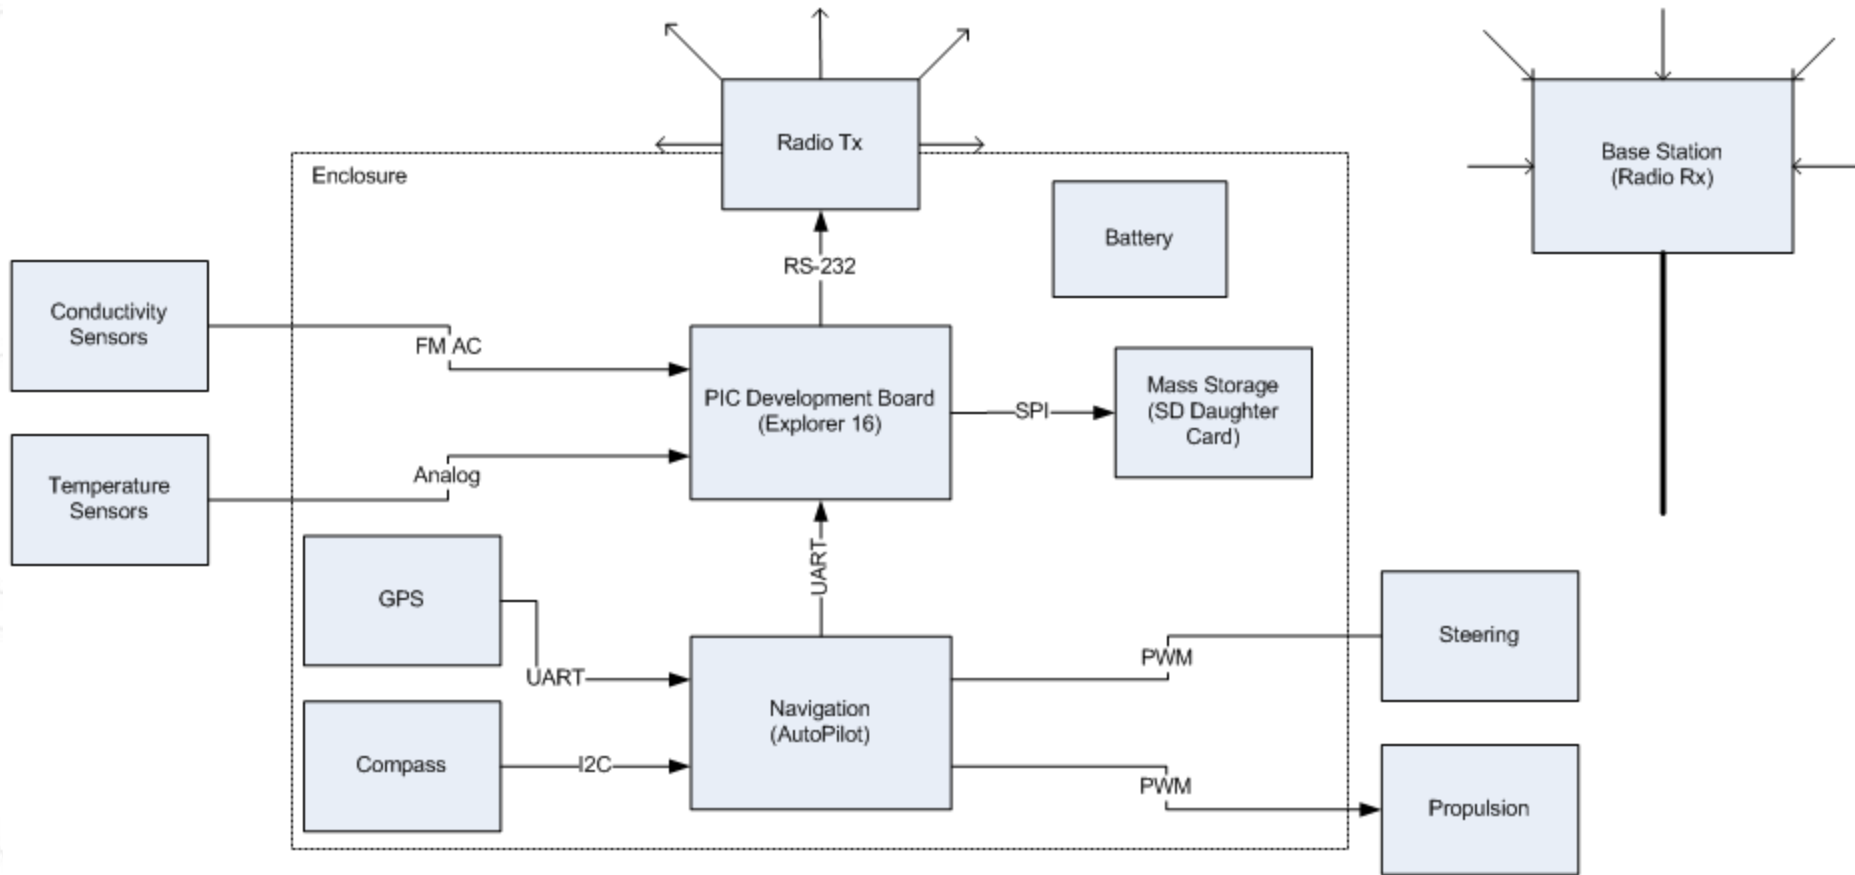 Radio Tx
Base Station
(Radio Rx)
Enclosure
Battery
RS-232
Conductivity
Sensors
FM AC
PIC Development Board
(Explorer 16)
SPI
Mass Storage
(SD Daughter
Card)
Temperature
Sensors
Analog
UART
GPS
UART
Steering
PWM
Navigation
(AutoPilot)
Compass
I2C
PWM
Propulsion